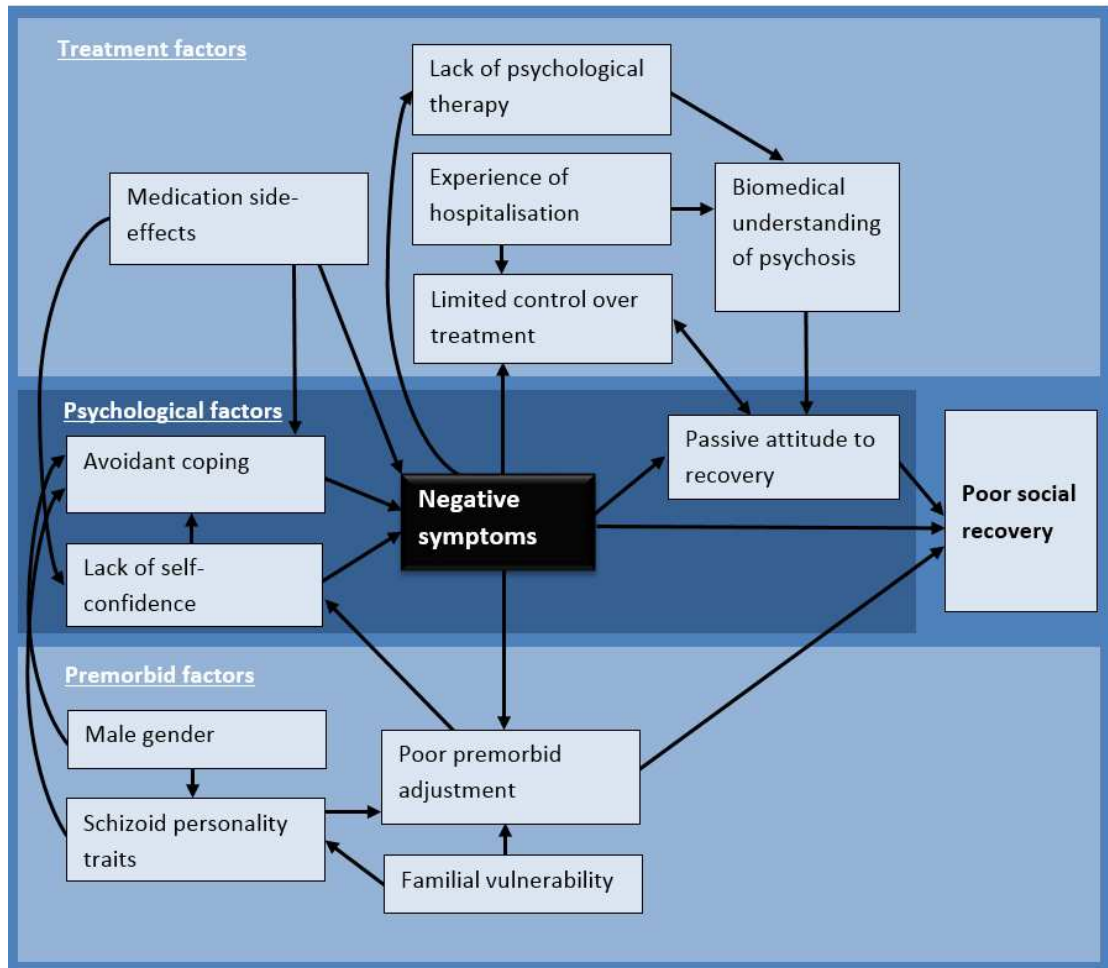 Treatment factors
Lack of psychological
therapy
Experience of
hospitalisation
Biomedical
understanding
of psychosis
Medication side-
effects
Limited control over
treatment
Psychological factors
Avoidant coping
Passive attitude to
recovery
Negative
symptoms
Poor social
recovery
Lack of self-
confidence
Premorbid factors
Male gender
Poor premorbid
adjustment
Schizoid personality
traits
Familial vulnerability